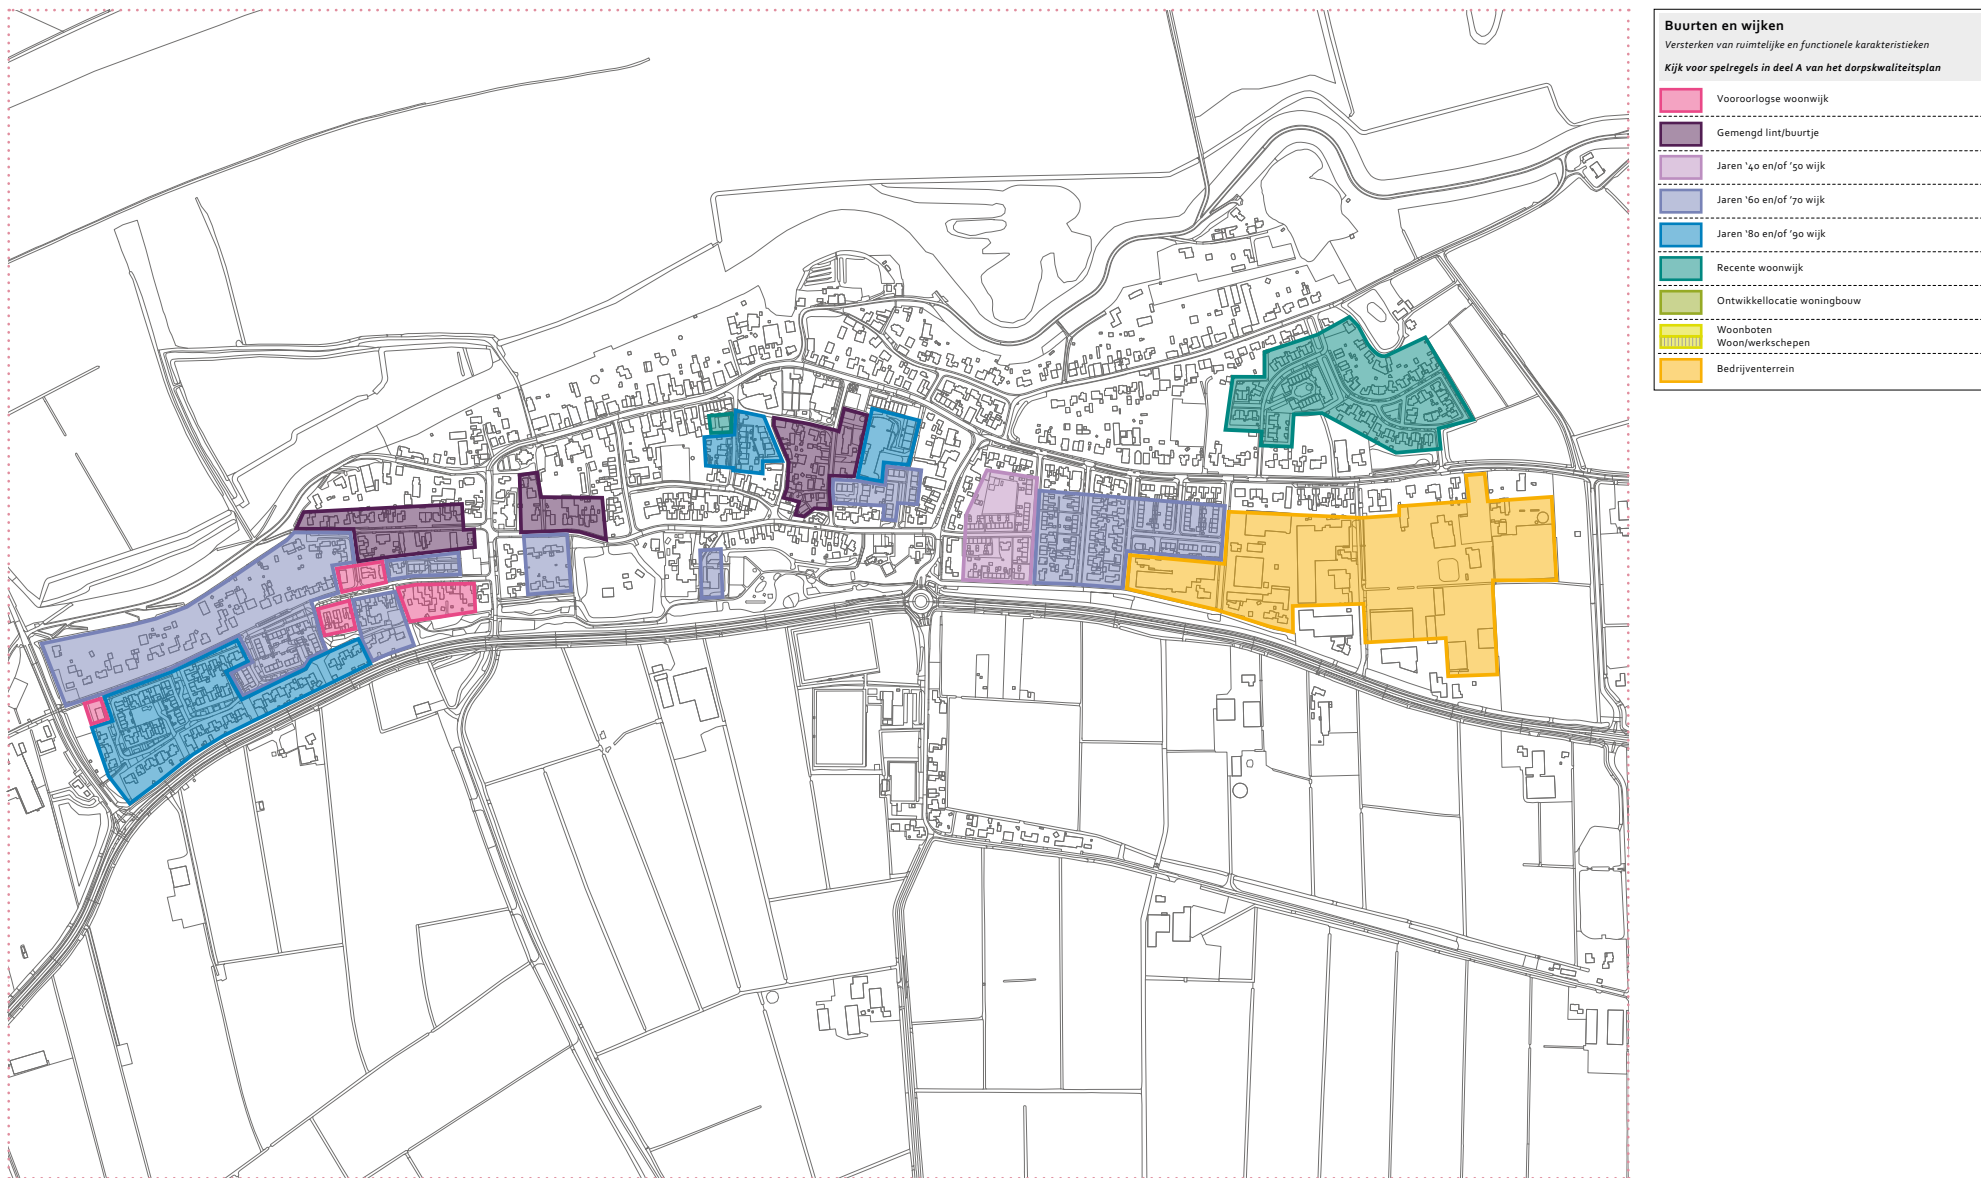 Buurten en wijken
Versterken van ruimtelijke en functionele karakteristieken
Kijk voor spelregels in deel A van het dorpskwaliteitsplan
Vooroorlogse woonwijk
Gemengd lint/buurtje
Jaren ‘40 en/of ’50 wijk
Jaren ‘60 en/of ’70 wijk
Jaren ‘80 en/of ’90 wijk
Recente woonwijk
Ontwikkellocatie woningbouw
Woonboten
Woon/werkschepen
Bedrijventerrein